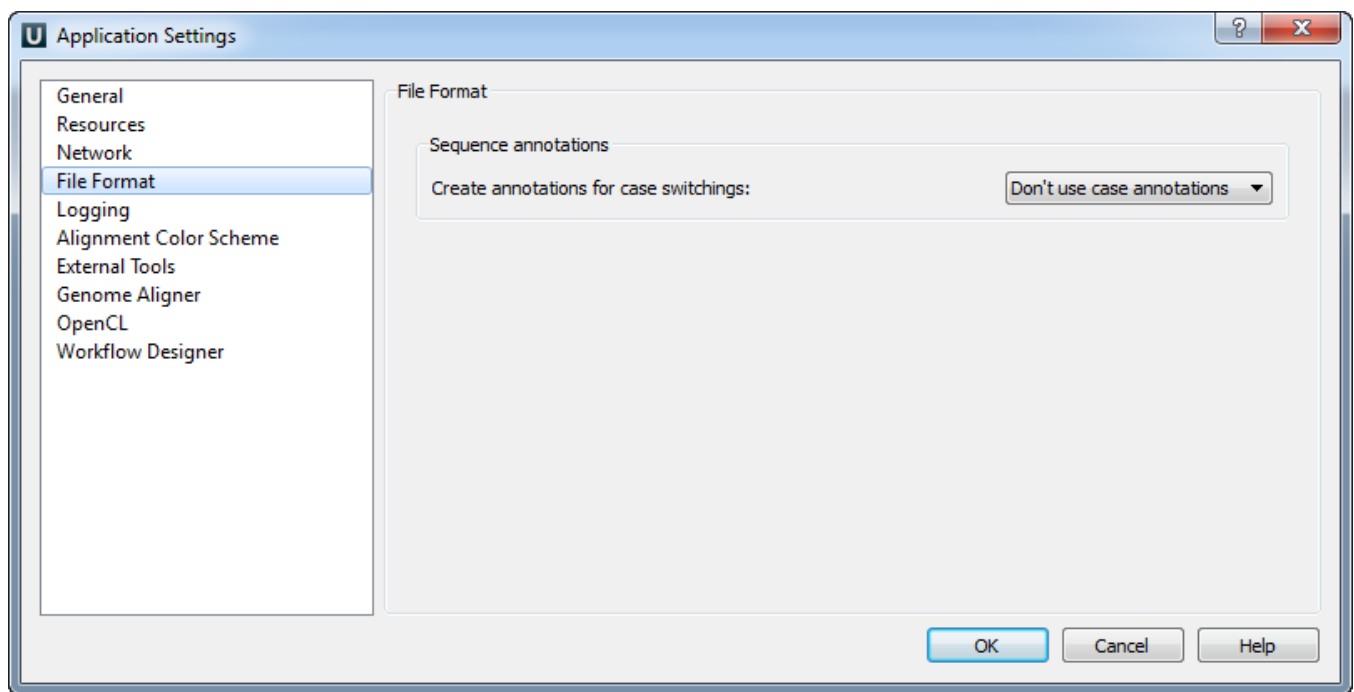 U Application Settings
General
Resources
Network
File Format
Logging
Alignment Color Scheme
External Tools
Genome Aligner
OpenCL
Workflow Designer
File Format
Sequence annotations
Create annotations for case switchings: Don't use case annotations
OK Cancel Help